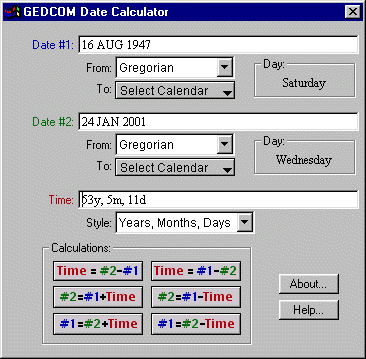 GEDCOM Date Calculator
Date #1: 16 AUG 1947
From: Gregorian
To: Select Calendar
Day:
Saturday
Date #2: 24 JAN 2001
From: Gregorian
To: Select Calendar
Day:
Wednesday
Time: 53y, 5m, 11d
Style: Years, Months, Days
Calculations:
Time = #2-#1 Time = #1-#2
#2=#1+Time #2=#1-Time
#1=#2+Time #1=#2-Time
About...
Help...